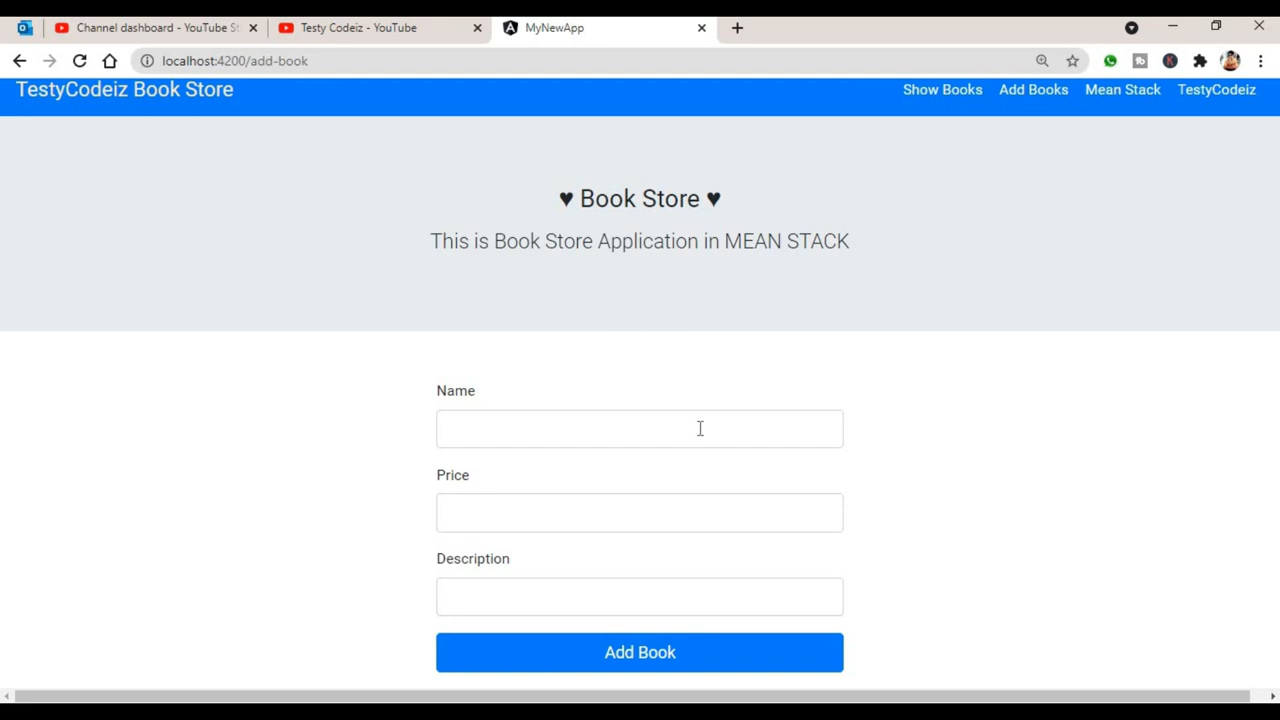 Channel dashboard - YouTube S
Testy Codeiz - YouTube
MyNewApp
localhost:4200/add-book
TestyCodeiz Book Store
Show Books
Add Books
Mean Stack
TestyCodeiz
♥ Book Store ♥
This is Book Store Application in MEAN STACK
Name
Price
Description
Add Book